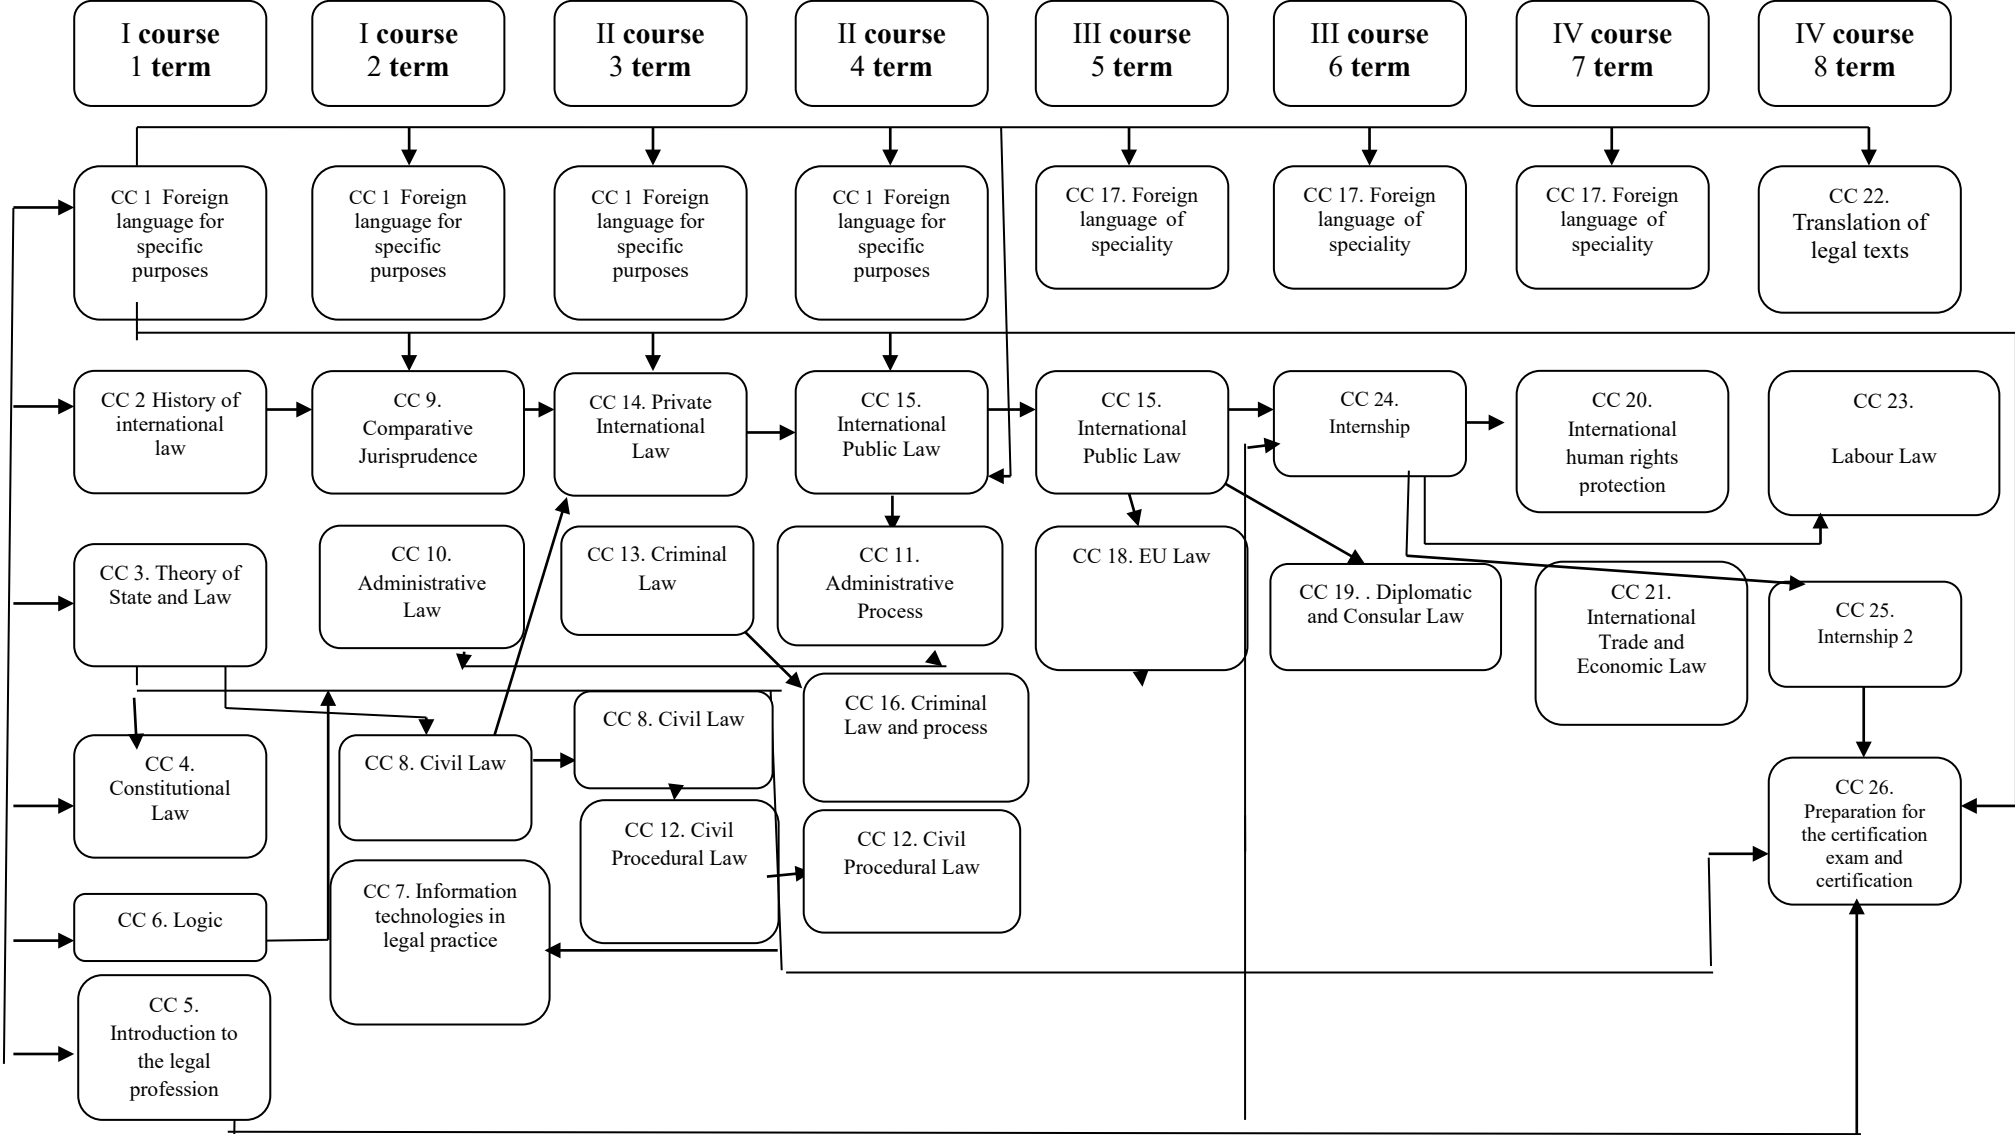 I course
1 term
I course
2 term
II course
3 term
II course
4 term
III course
5 term
III course
6 term
IV course
7 term
IV course
8 term
CC 1 Foreign
language for
specific
purposes
CC 1 Foreign
language for
specific
purposes
CC 1 Foreign
language for
specific
purposes
CC 1 Foreign
language for
specific
purposes
CC 17. Foreign
language of
speciality
CC 17. Foreign
language of
speciality
CC 17. Foreign
language of
speciality
CC 22.
Translation of
legal texts
CC 2 History of
international
law
CC 9.
Comparative
Jurisprudence
CC 14. Private
International
Law
CC 15.
International
Public Law
CC 15.
International
Public Law
CC 24.
Internship
CC 20.
International
human rights
protection
CC 23.
Labour Law
CC 3. Theory of
State and Law
CC 10.
Administrative
Law
CC 13. Criminal
Law
CC 11.
Administrative
Process
CC 18. EU Law
CC 19. . Diplomatic
and Consular Law
CC 21.
International
Trade and
Economic Law
CC 25.
Internship 2
CC 4.
Constitutional
Law
CC 8. Civil Law
CC 8. Civil Law
CC 16. Criminal
Law and process
CC 12. Civil
Procedural Law
CC 12. Civil
Procedural Law
CC 26.
Preparation for
the certification
exam and
certification
CC 6. Logic
CC 7. Information
technologies in
legal practice
CC 5.
Introduction to
the legal
profession